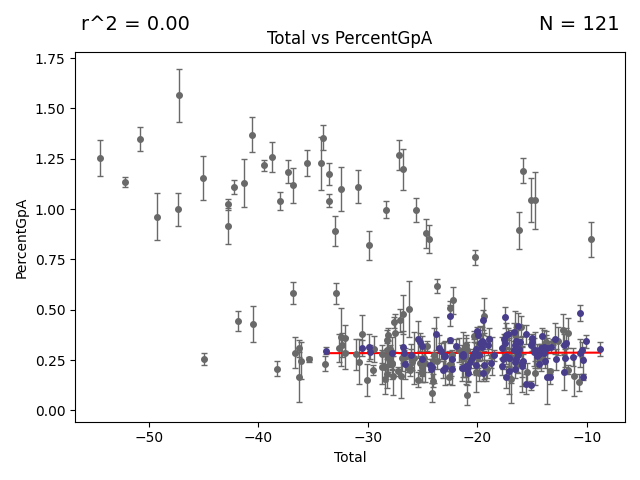 r^2 = 0.00
N = 121
Total vs PercentGpA
1.75
1.50
1.25
1.00
0.75
0.50
0.25
0.00
PercentGpA
−50
−40
−30
−20
−10
Total